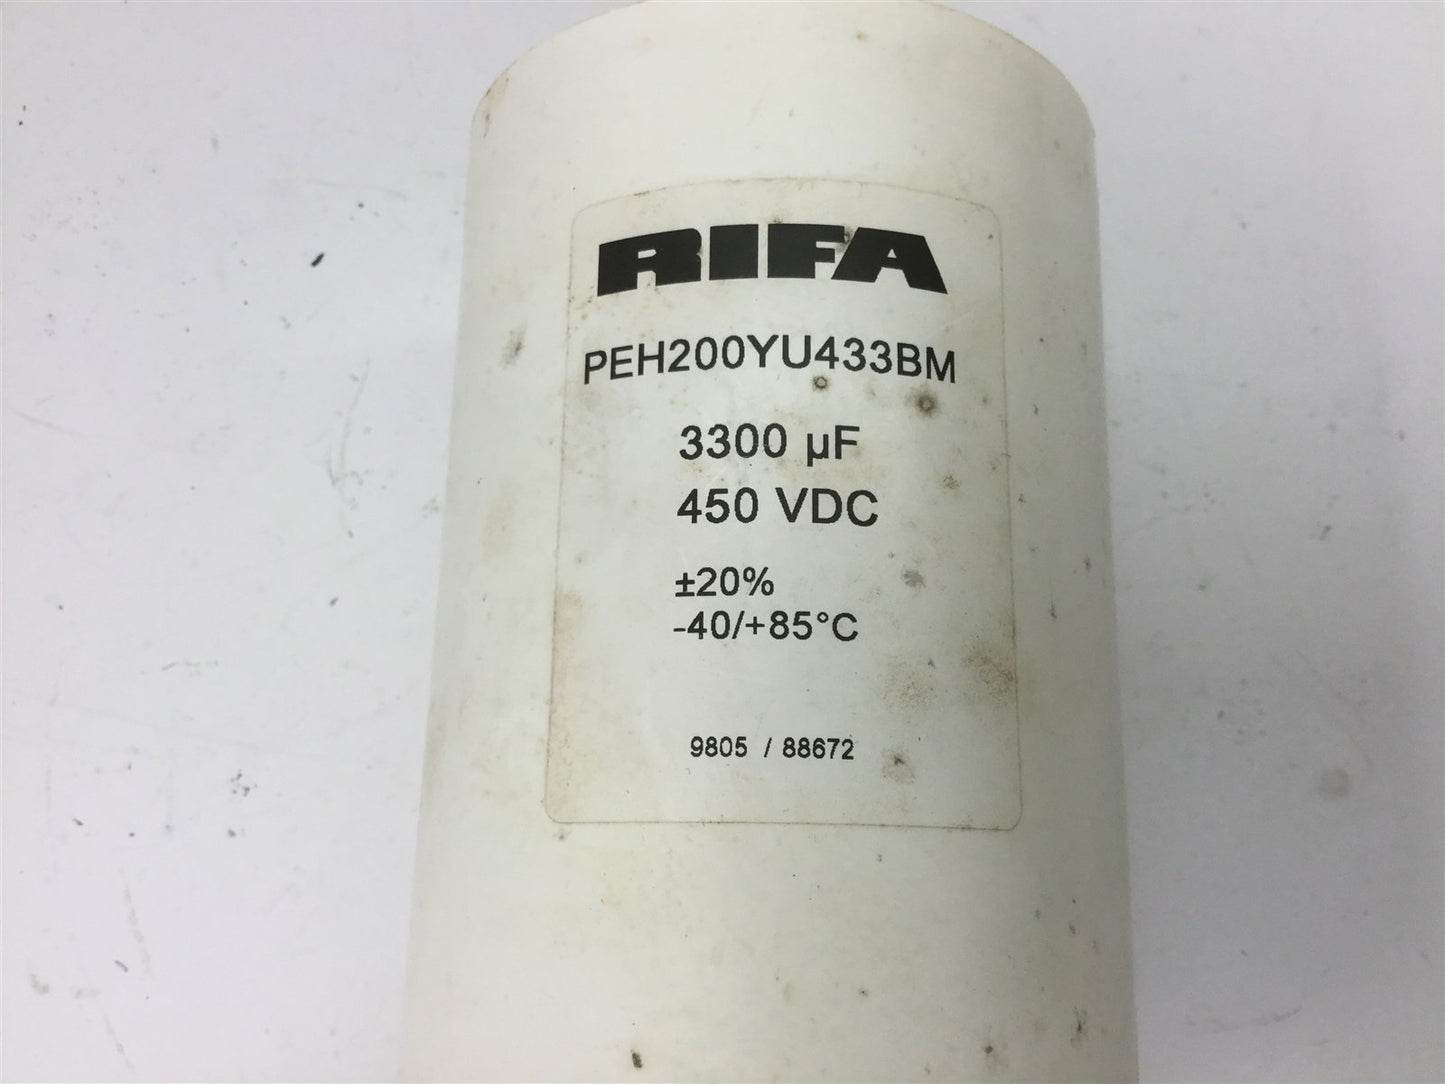 RIFA
PEH200YU433BM
3300 µF
450 VDC
±20%
-40/+85°C
9805 / 88672